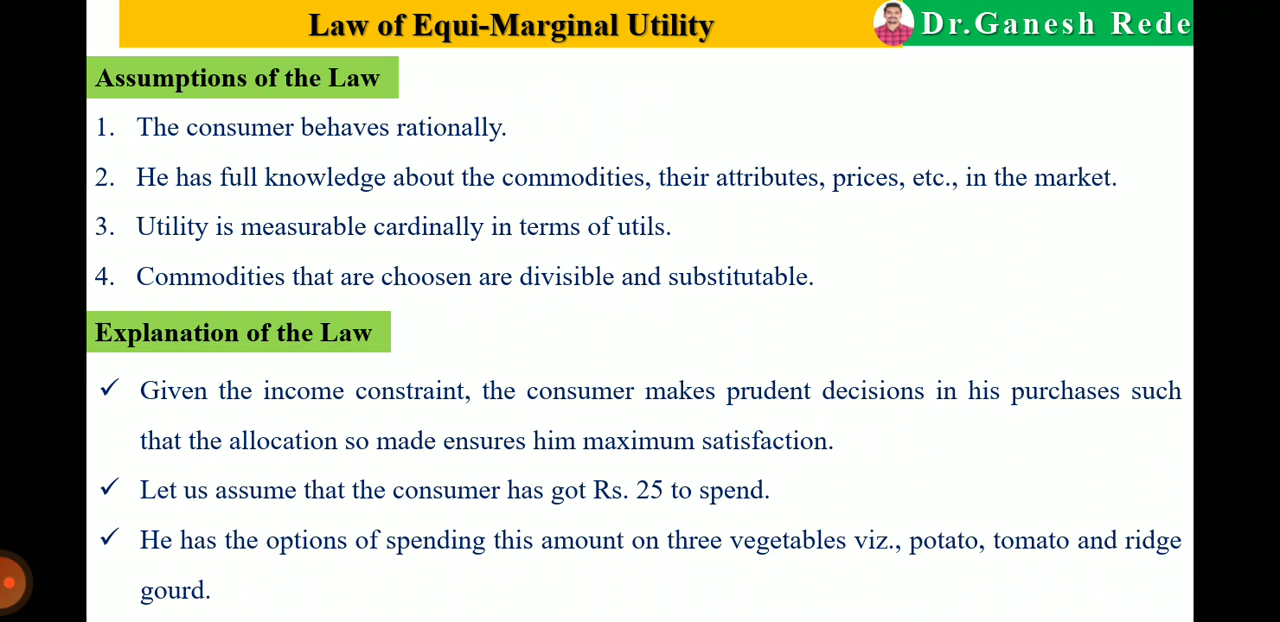 Law of Equi-Marginal Utility
Dr.Ganesh Rede
Assumptions of the Law
1. The consumer behaves rationally.
2. He has full knowledge about the commodities, their attributes, prices, etc., in the market.
3. Utility is measurable cardinally in terms of utils.
4. Commodities that are choosen are divisible and substitutable.
Explanation of the Law
✓ Given the income constraint, the consumer makes prudent decisions in his purchases such
that the allocation so made ensures him maximum satisfaction.
✓ Let us assume that the consumer has got Rs. 25 to spend.
✓ He has the options of spending this amount on three vegetables viz., potato, tomato and ridge
gourd.